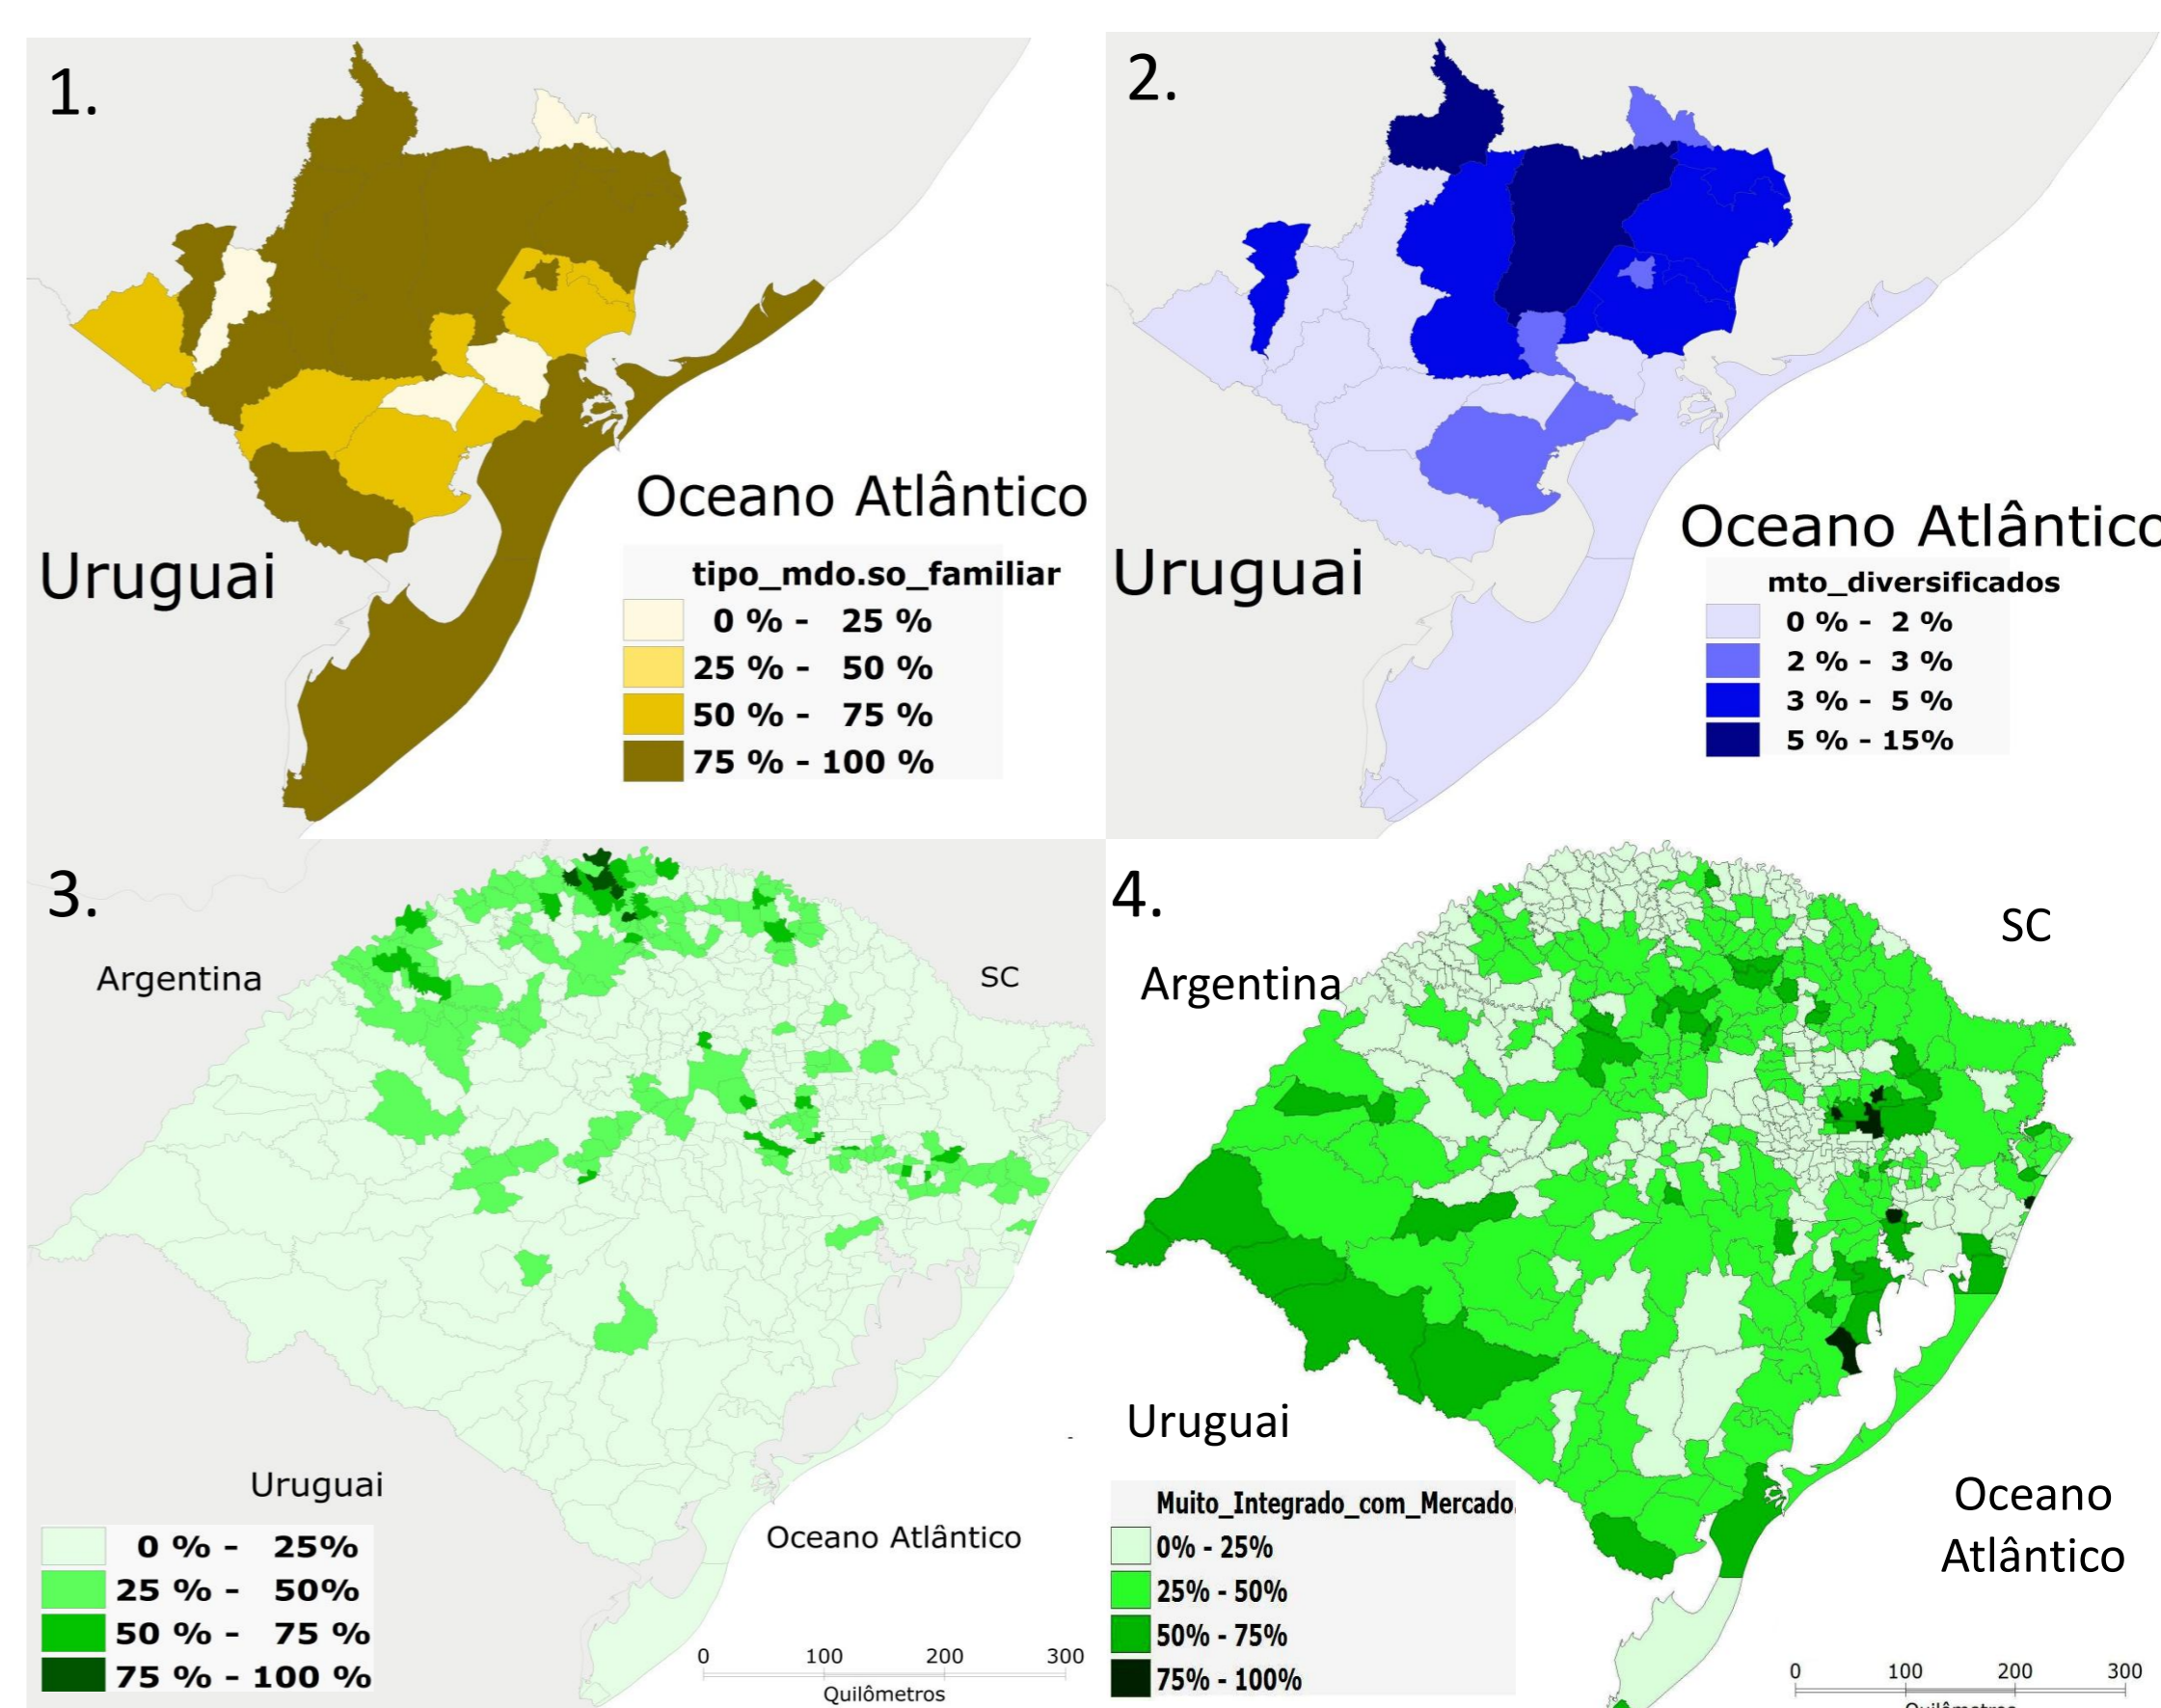 1.
Oceano Atlântico
Uruguai
tipo_mdo.so_familiar
0 % - 25 %
25 % - 50 %
50 % - 75 %
75 % - 100 %
2.
Oceano Atlântico
Uruguai
mto_diversificados
0 % - 2 %
2 % - 3 %
3 % - 5 %
5 % - 15%
3.
Argentina
SC
Uruguai
Oceano Atlântico
0 % - 25%
25 % - 50%
50 % - 75 %
75 % - 100 %
0 100 200 300
Quilômetros
4.
SC
Argentina
Uruguai
Oceano
Atlântico
Muito_Integrado_com_Mercado.
0% - 25%
25% - 50%
50% - 75%
75% - 100%
0 100 200 300
Quilômetros